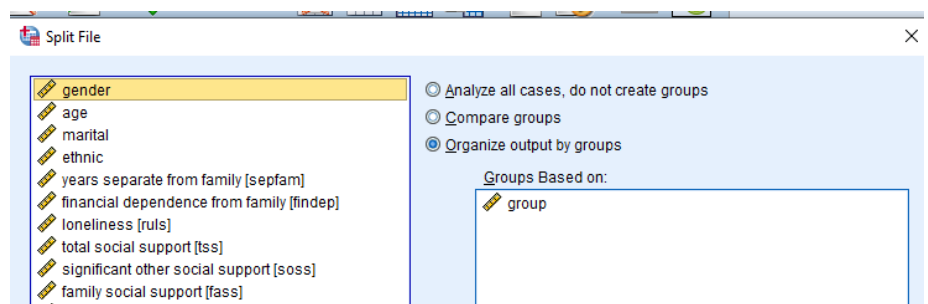 Split File
gender
age
marital
ethnic
years separate from family [sepfam]
financial dependence from family [findep]
loneliness [ruls]
total social support [tss]
significant other social support [soss]
family social support [fass]
Analyze all cases, do not create groups
Compare groups
Organize output by groups
Groups Based on:
group